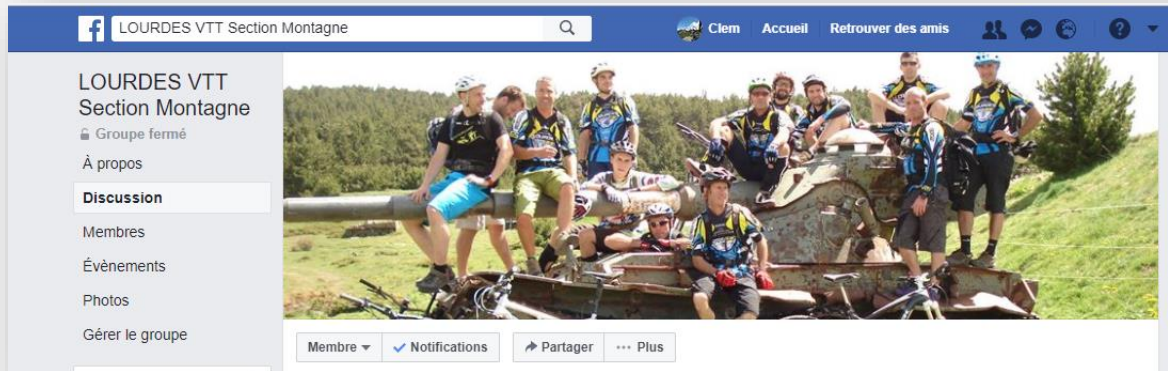 LOURDES VTT Section Montagne
Clem Accueil Retrouver des amis
LOURDES VTT
Section Montagne
Groupe fermé
À propos
Discussion
Membres
Évènements
Photos
Gérer le groupe
Membre Notifications Partager ••• Plus